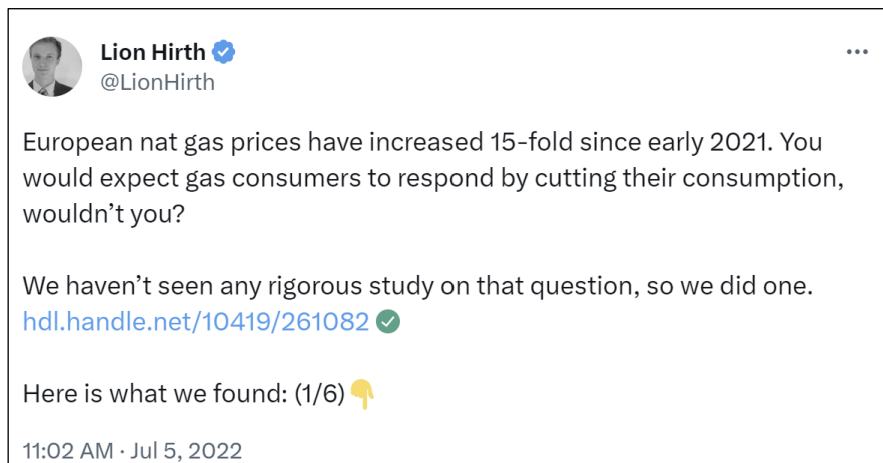 Lion Hirth
@LionHirth
European nat gas prices have increased 15-fold since early 2021. You
would expect gas consumers to respond by cutting their consumption,
wouldn’t you?
We haven’t seen any rigorous study on that question, so we did one.
hdl.handle.net/10419/261082
Here is what we found: (1/6)👇
11:02 AM · Jul 5, 2022